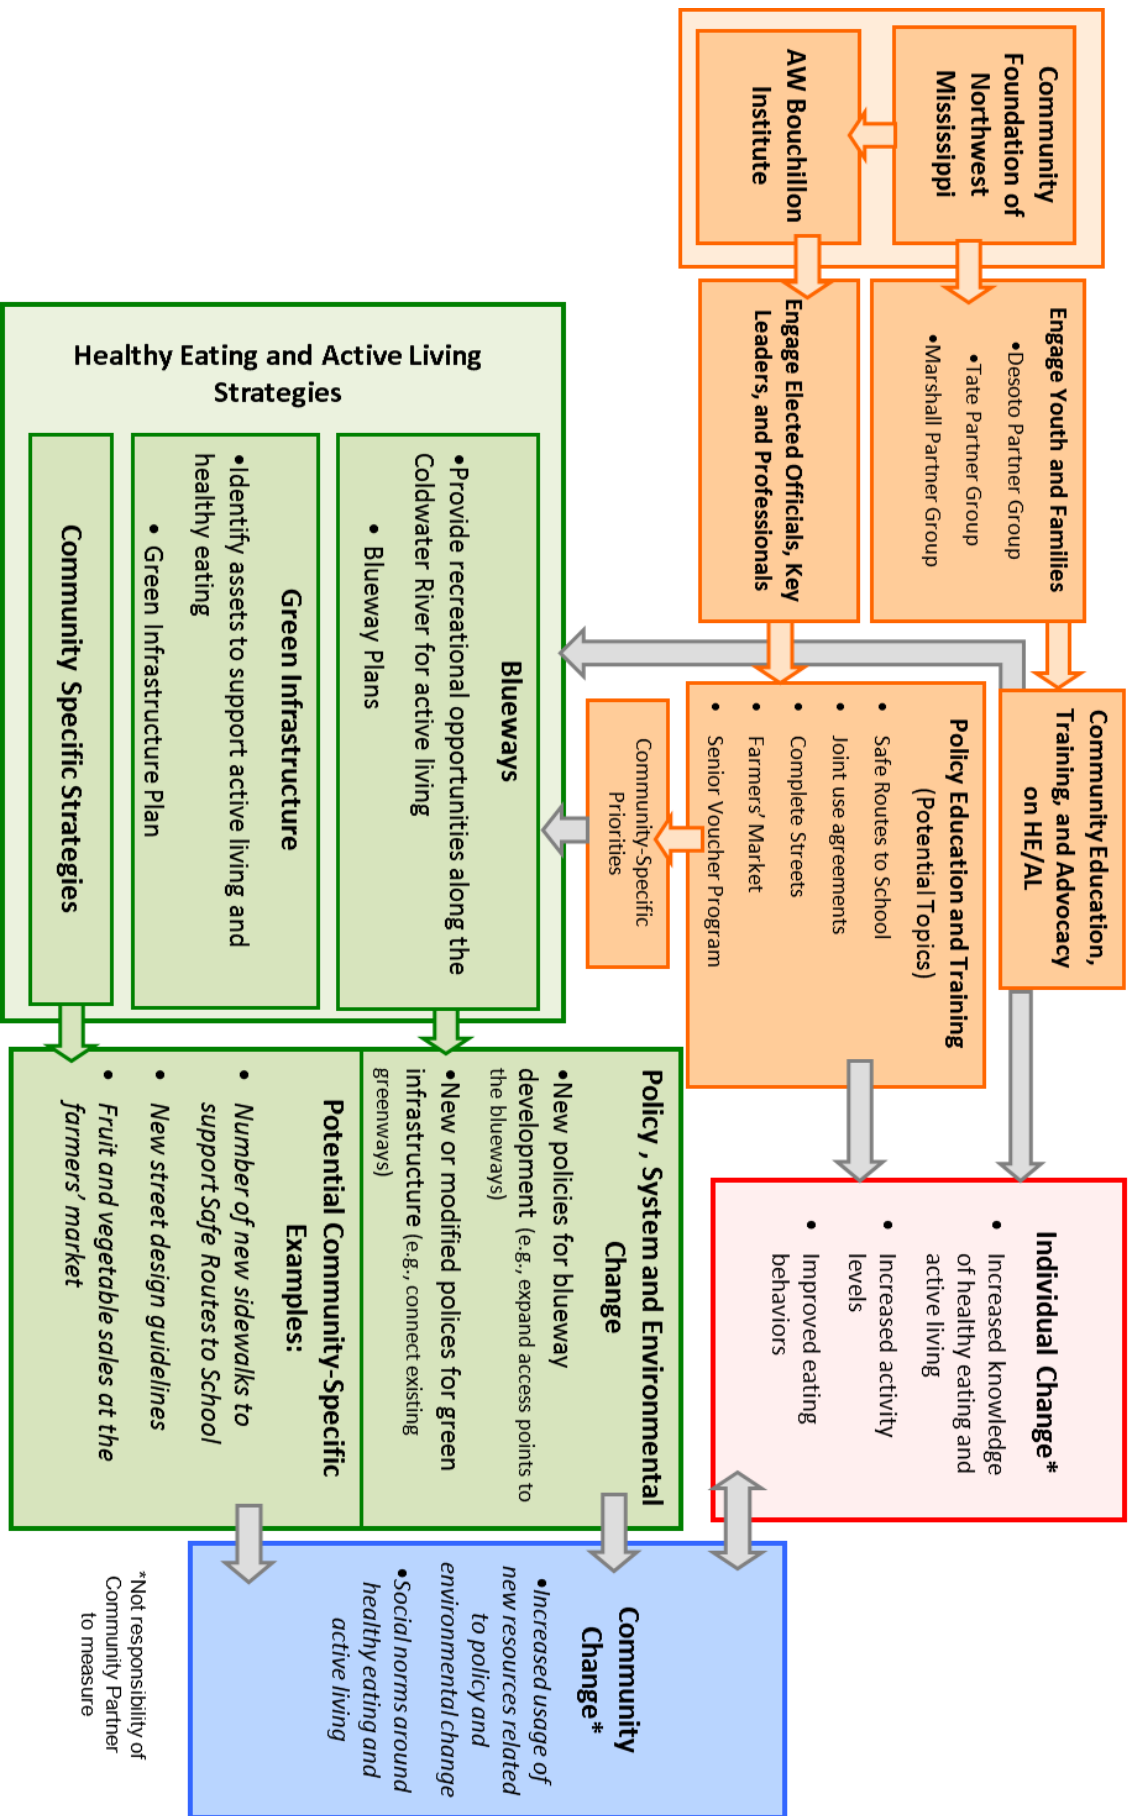 Community
Foundation of
Northwest
Mississippi
AW Bouchillon
Institute
Engage Youth and Families
•Desoto Partner Group
•Tate Partner Group
•Marshall Partner Group
Engage Elected Officials, Key
Leaders, and Professionals
Community Education,
Training, and Advocacy
on HE/AL
Policy Education and Training
(Potential Topics)
• Safe Routes to School
• Joint use agreements
• Complete Streets
• Farmers' Market
• Senior Voucher Program
Community-Specific
Priorities
Individual Change*
• Increased knowledge
of healthy eating and
active living
• Increased activity
levels
• Improved eating
behaviors
Healthy Eating and Active Living
Strategies
Blueways
•Provide recreational opportunities along the
Coldwater River for active living
• Blueway Plans
Green Infrastructure
•Identify assets to support active living and
healthy eating
• Green Infrastructure Plan
Community Specific Strategies
Policy , System and Environmental
Change
•New policies for blueway
development (e.g., expand access points to
the blueways)
•New or modified polices for green
infrastructure (e.g., connect existing
greenways)
Potential Community-Specific
Examples:
• Number of new sidewalks to
support Safe Routes to School
• New street design guidelines
• Fruit and vegetable sales at the
farmers' market
Community
Change*
•Increased usage of
new resources related
to policy and
environmental change
•Social norms around
healthy eating and
active living
*Not responsibility of
Community Partner
to measure